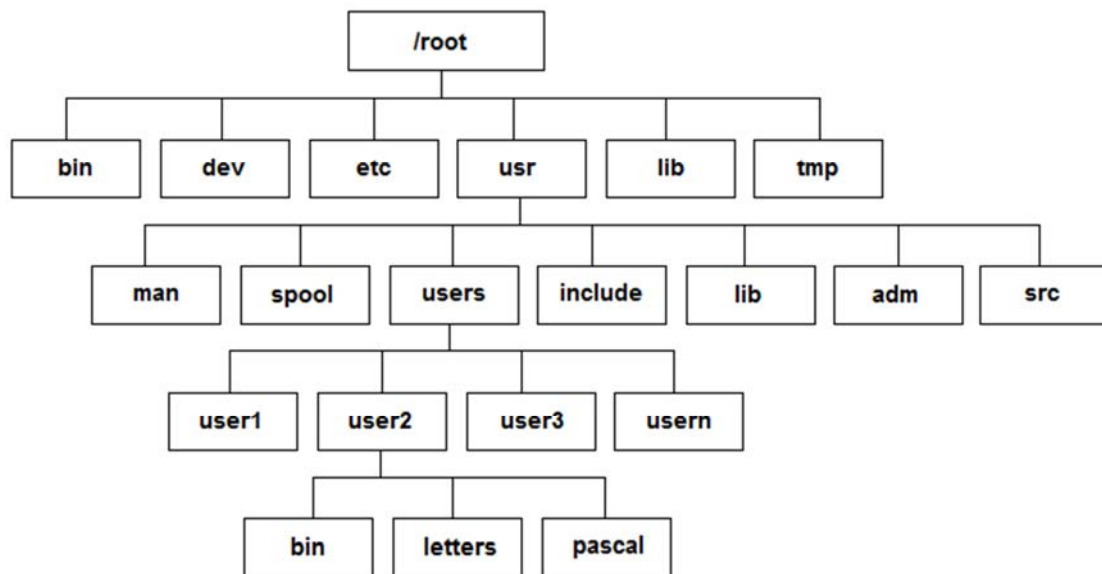 /root
bin dev etc usr lib tmp
man spool users include lib adm src
user1 user2 user3 usern
bin letters pascal